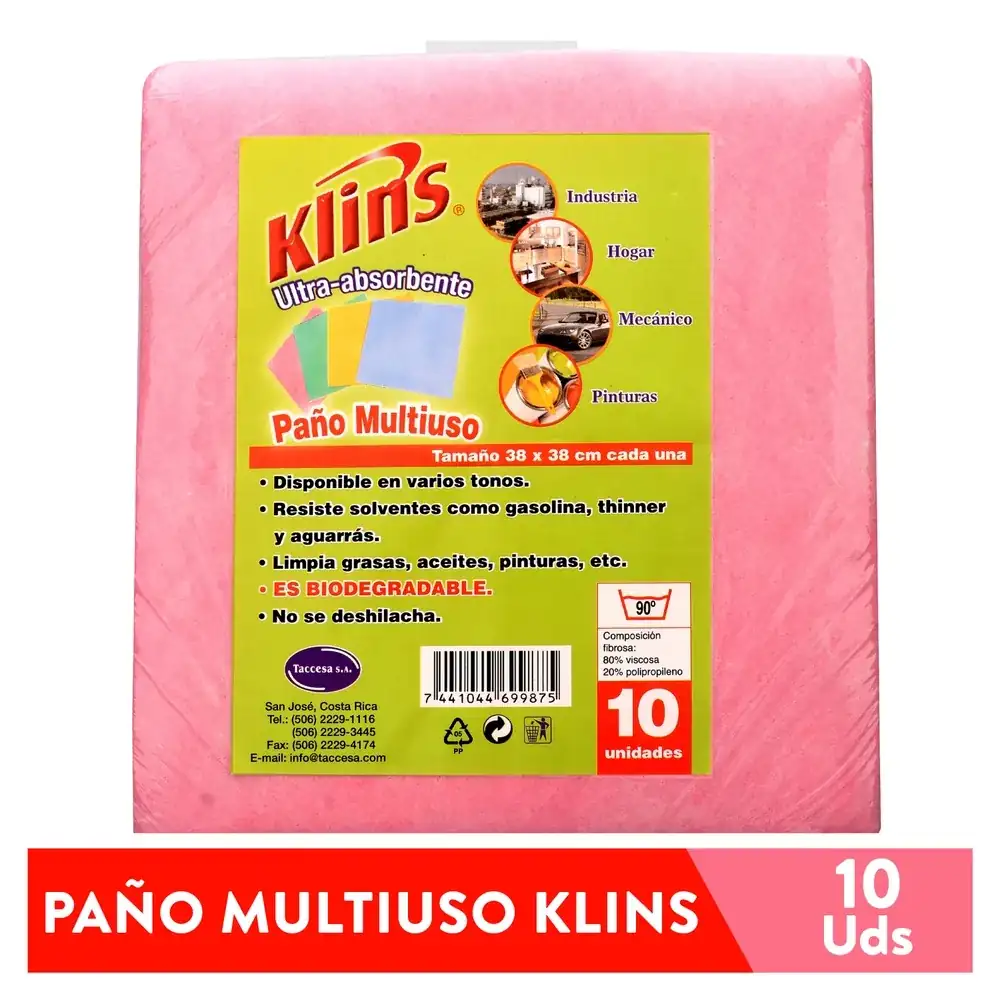 Klins®
Ultra-absorbente
Industria
Hogar
Mecánico
Pinturas
Paño Multiuso
Tamaño 38 x 38 cm cada una
• Disponible en varios tonos.
• Resiste solventes como gasolina, thinner
y aguarrás.
• Limpia grasas, aceites, pinturas, etc.
• ES BIODEGRADABLE.
• No se deshilacha.
90º
Composición
fibrosa:
80% viscosa
20% polipropileno
10
unidades
Taccesa S.A.
San José, Costa Rica
Tel.: (506) 2229-1116
(506) 2229-3445
Fax: (506) 2229-4174
E-mail: info@taccesa.com
7 441044 699875
05
PP
PAÑO MULTIUSO KLINS
10
Uds